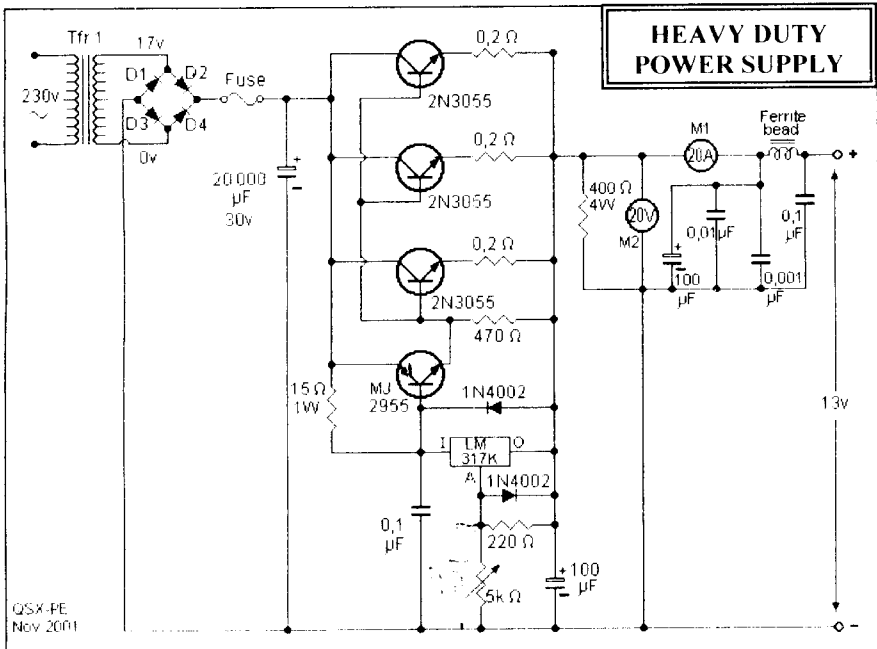 HEAVY DUTY
POWER SUPPLY
Tfr 1
17v
D1
D2
D3
D4
230v
0v
Fuse
20 000
µF
30v
+
-
0,2 Ω
2N3055
0,2 Ω
2N3055
0,2 Ω
2N3055
470 Ω
MJ
2955
15 Ω
1W
1N4002
I
LM
317K
O
A
1N4002
220 Ω
0,1
µF
5k Ω
+
100
µF
-
400 Ω
4W
20V
M2
M1
20A
Ferrite
bead
+
-
100
µF
0,01µF
0,001
µF
0,1
µF
+
13v
-
QSX-PE
Nov 2001